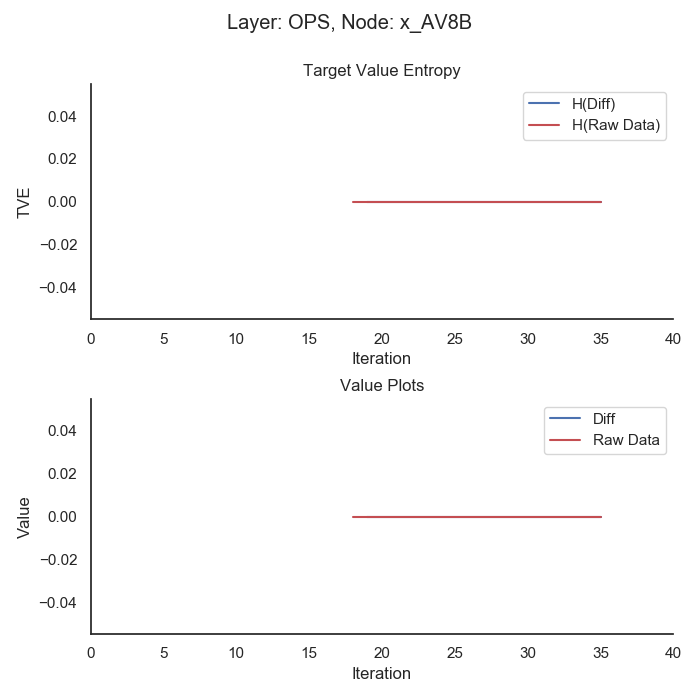 Layer: OPS, Node: x_AV8B
Target Value Entropy
H(Diff)
H(Raw Data)
0.04
0.02
0.00
−0.02
−0.04
TVE
0 5 10 15 20 25 30 35 40
Iteration
Value Plots
Diff
Raw Data
0.04
0.02
0.00
−0.02
−0.04
Value
0 5 10 15 20 25 30 35 40
Iteration